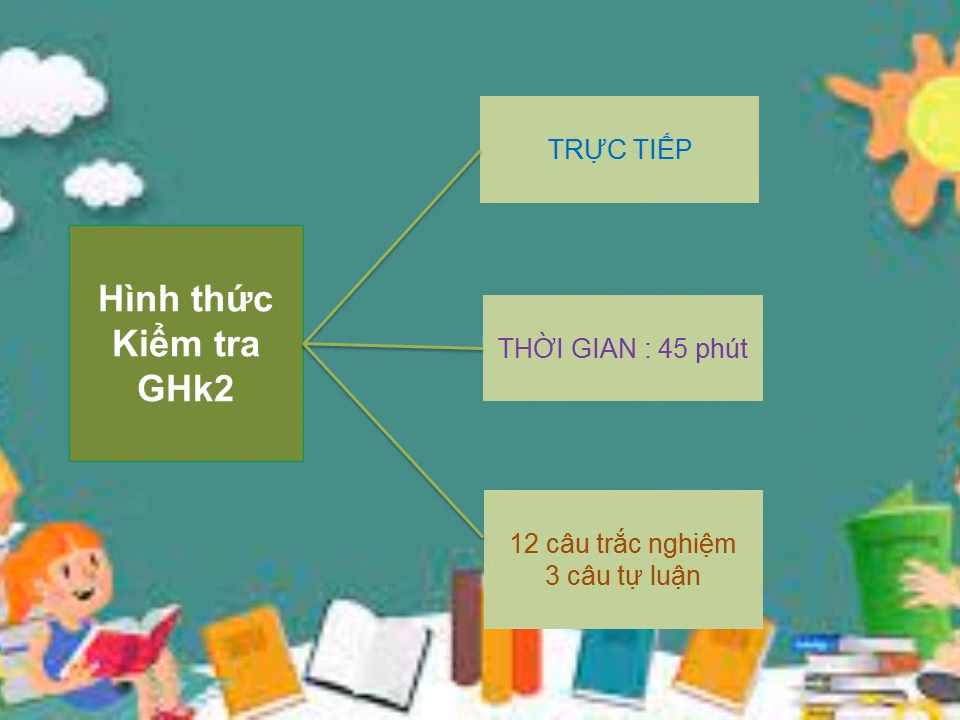 Hình thức
Kiểm tra
GHk2
TRỰC TIẾP
THỜI GIAN : 45 phút
12 câu trắc nghiệm
3 câu tự luận